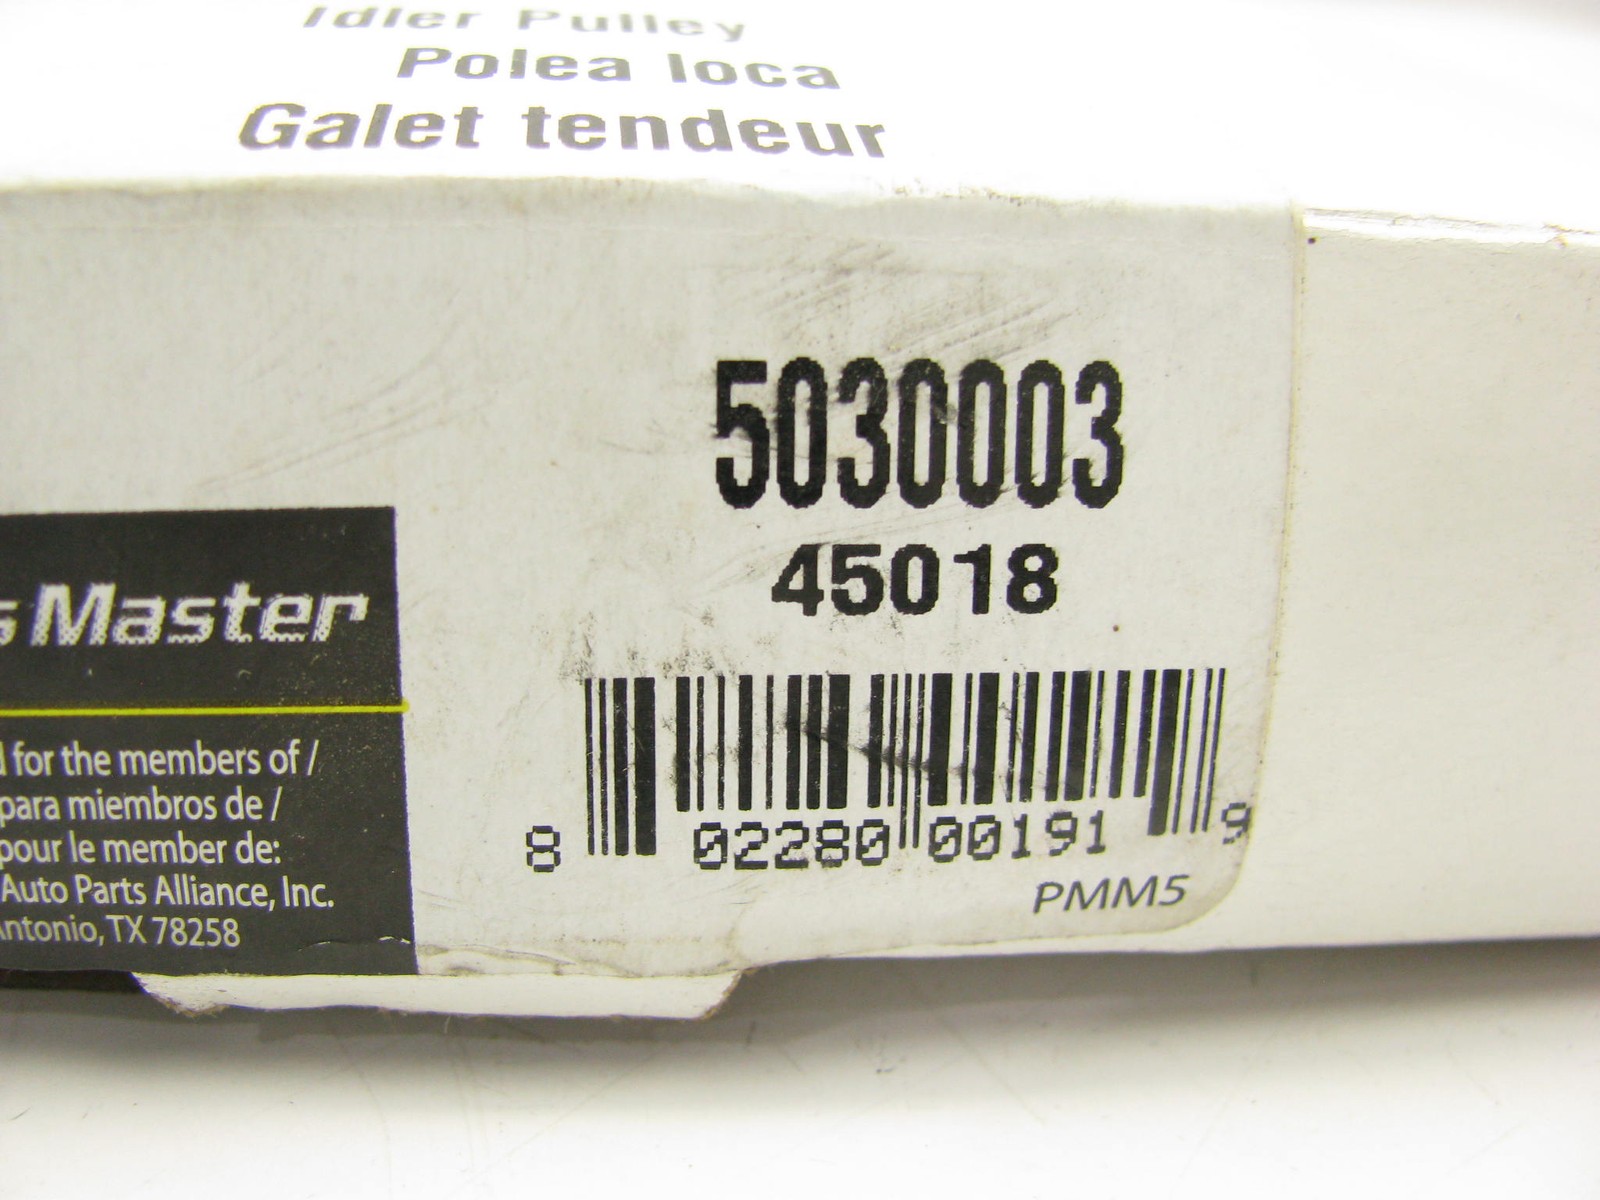 Idler Pulley
Polea loca
Galet tendeur
5030003
45018
s Master
8 02280 00191 9
PMM5
for the members of /
para miembros de /
pour le member de:
Auto Parts Alliance, Inc.
ntonio, TX 78258